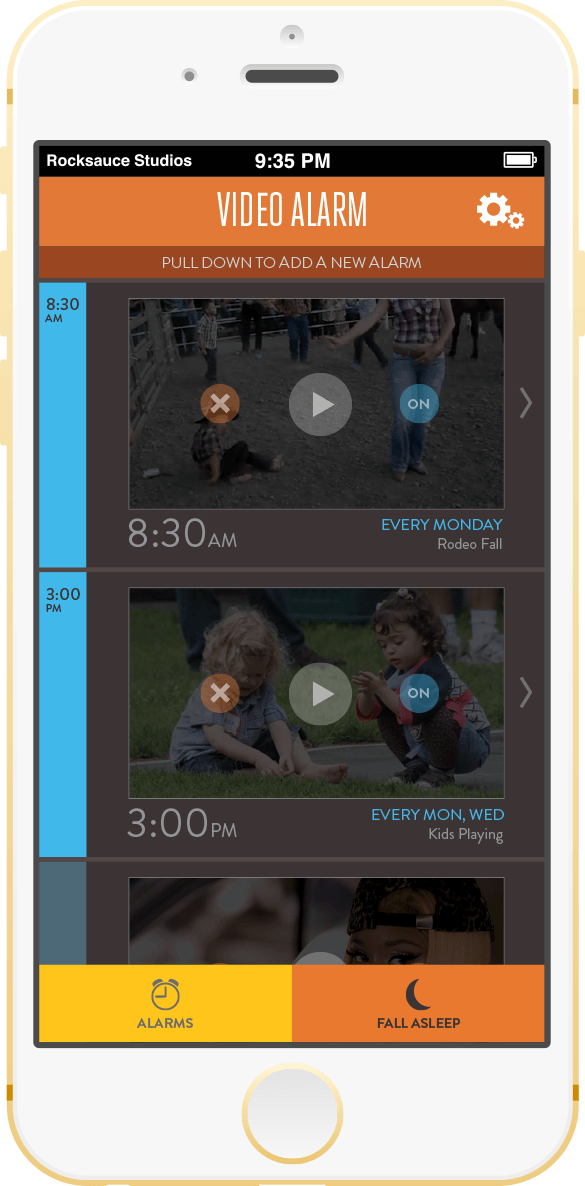 Rocksauce Studios 9:35 PM
VIDEO ALARM
PULL DOWN TO ADD A NEW ALARM
8:30
AM
ON
8:30AM
EVERY MONDAY
Rodeo Fall
3:00
PM
ON
3:00PM
EVERY MON, WED
Kids Playing
ALARMS
FALL ASLEEP